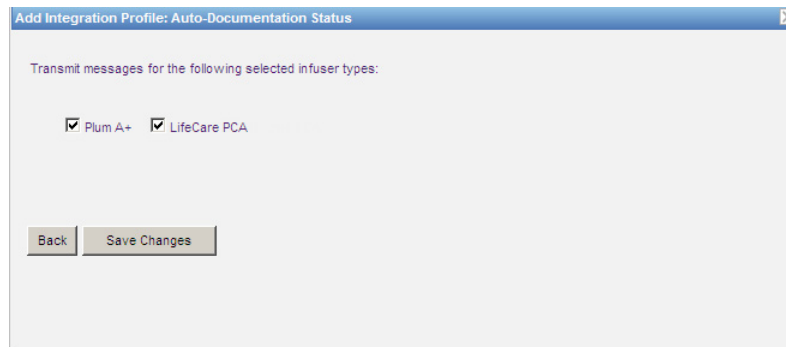 Add Integration Profile: Auto-Documentation Status
Transmit messages for the following selected infuser types:
Plum A+ LifeCare PCA
Back Save Changes